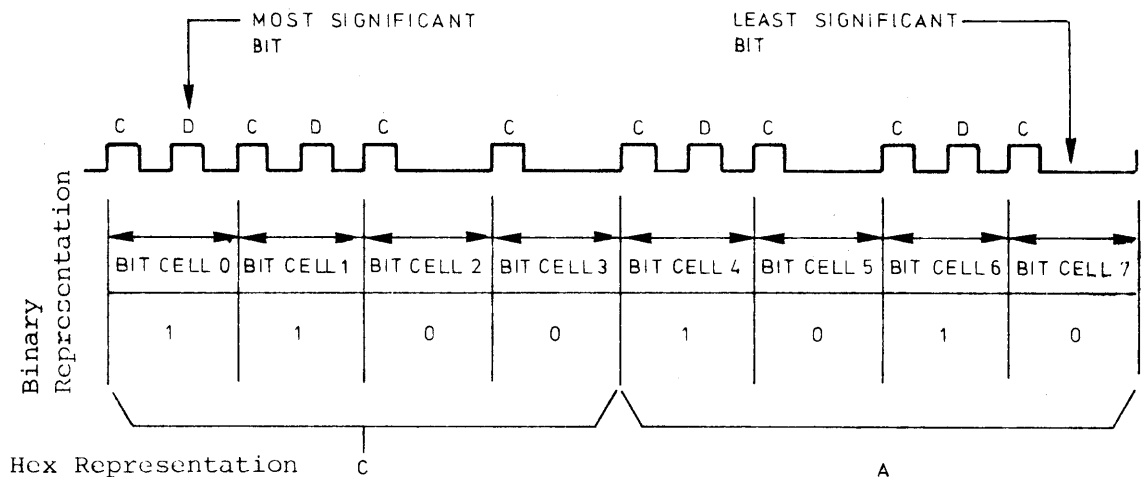 MOST SIGNIFICANT BIT
LEAST SIGNIFICANT BIT
C D C D C C C D C C D C
Binary Representation
BIT CELL 0 BIT CELL 1 BIT CELL 2 BIT CELL 3 BIT CELL 4 BIT CELL 5 BIT CELL 6 BIT CELL 7
1 1 0 0 1 0 1 0
Hex Representation C A